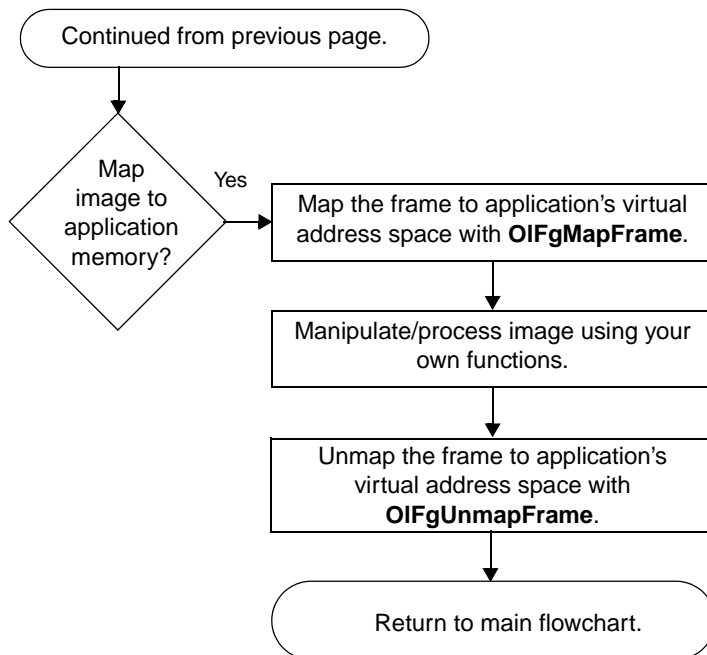 Continued from previous page.
Map
image to
application
memory?
Yes
Map the frame to application's virtual
address space with OlFgMapFrame.
Manipulate/process image using your
own functions.
Unmap the frame to application's
virtual address space with
OlFgUnmapFrame.
Return to main flowchart.